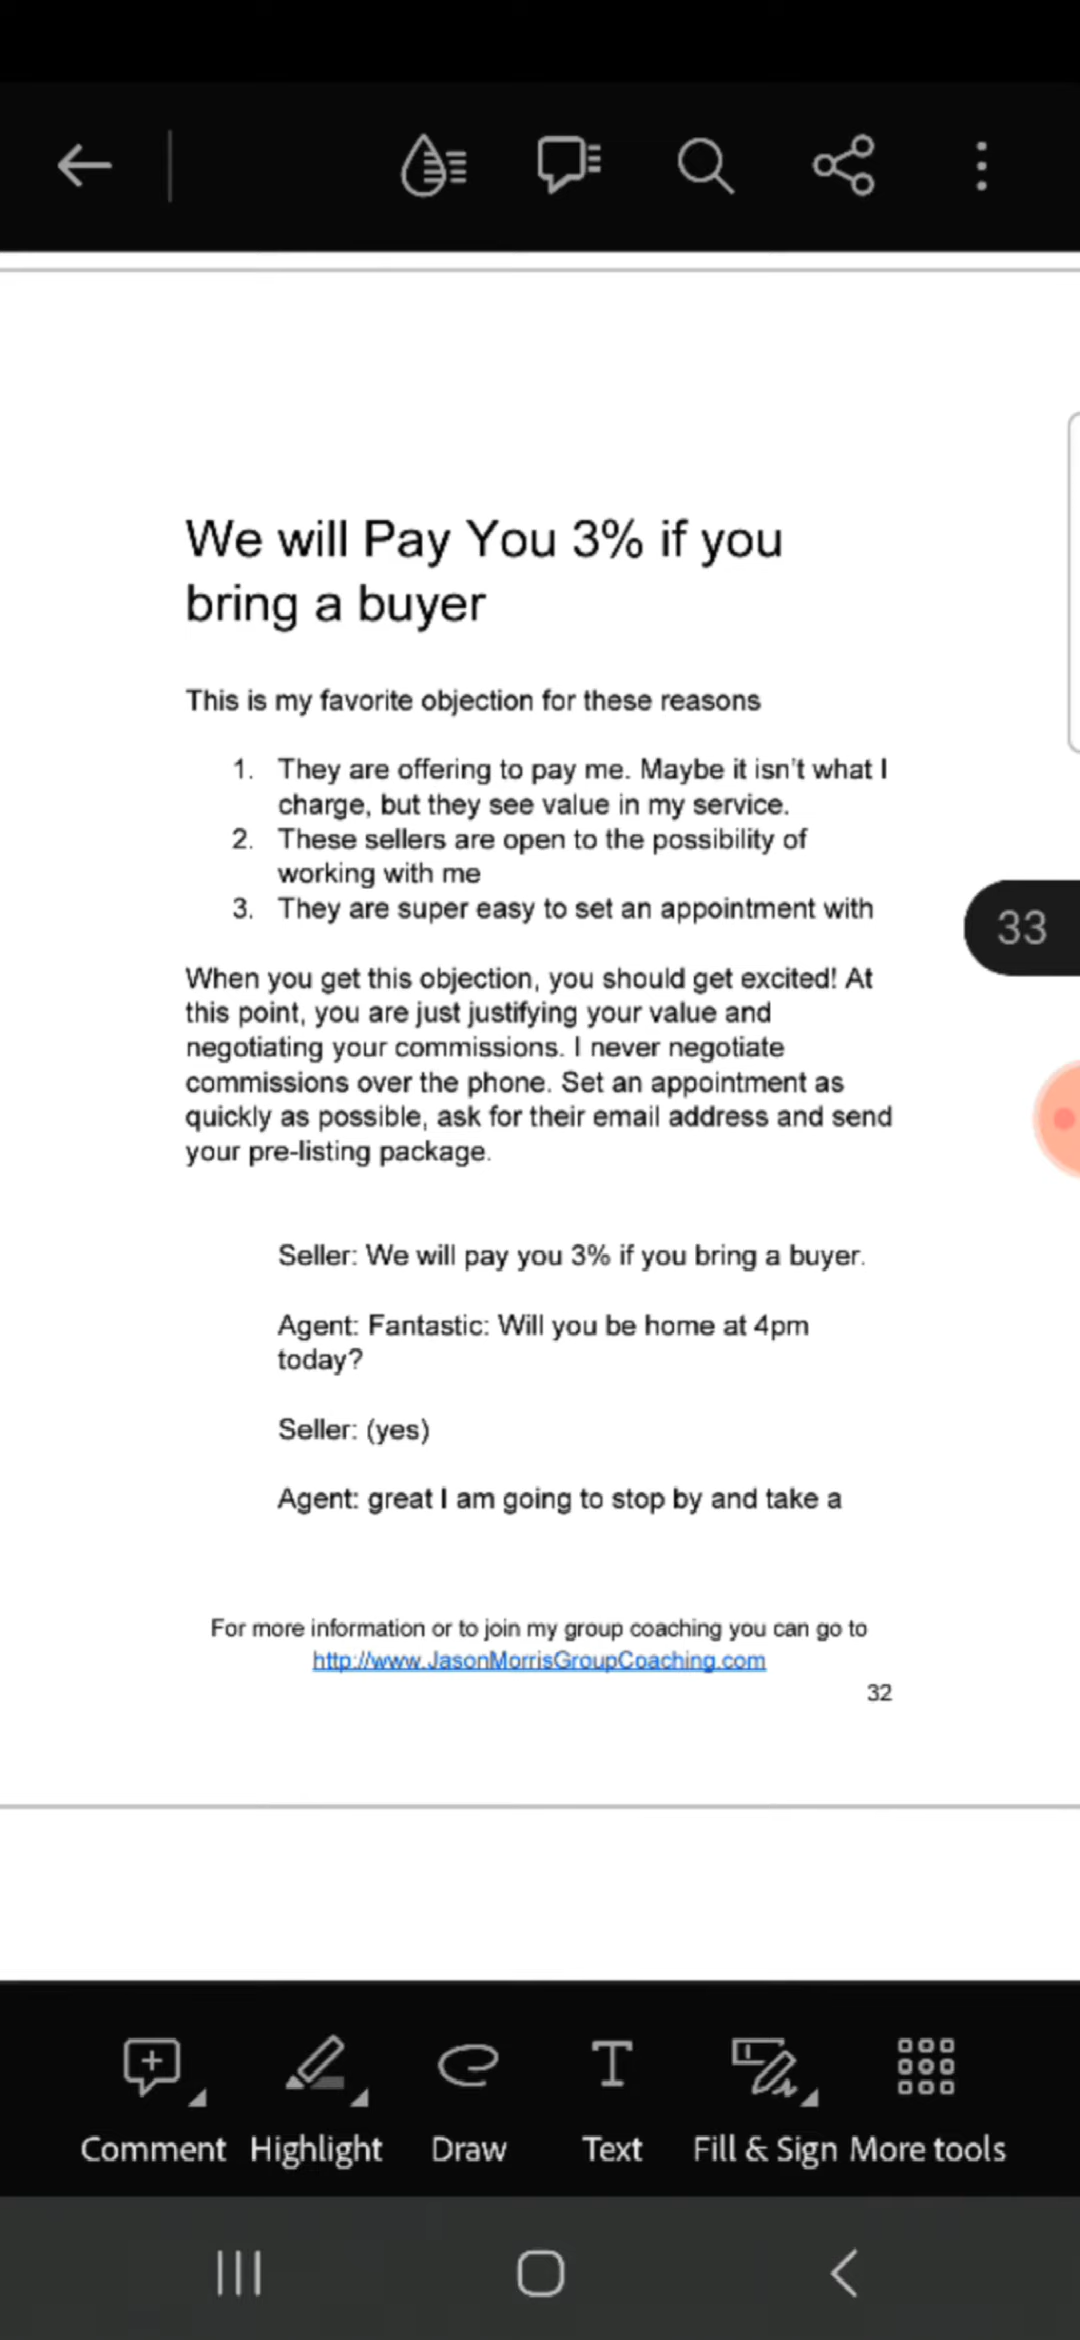 We will Pay You 3% if you
bring a buyer
This is my favorite objection for these reasons
1. They are offering to pay me. Maybe it isn't what I
charge, but they see value in my service.
2. These sellers are open to the possibility of
working with me
3. They are super easy to set an appointment with
33
When you get this objection, you should get excited! At
this point, you are just justifying your value and
negotiating your commissions. I never negotiate
commissions over the phone. Set an appointment as
quickly as possible, ask for their email address and send
your pre-listing package.
Seller: We will pay you 3% if you bring a buyer.
Agent: Fantastic: Will you be home at 4pm
today?
Seller: (yes)
Agent: great I am going to stop by and take a
For more information or to join my group coaching you can go to
http://www.JasonMorrisGroupCoaching.com
32
Comment Highlight Draw Text Fill & Sign More tools